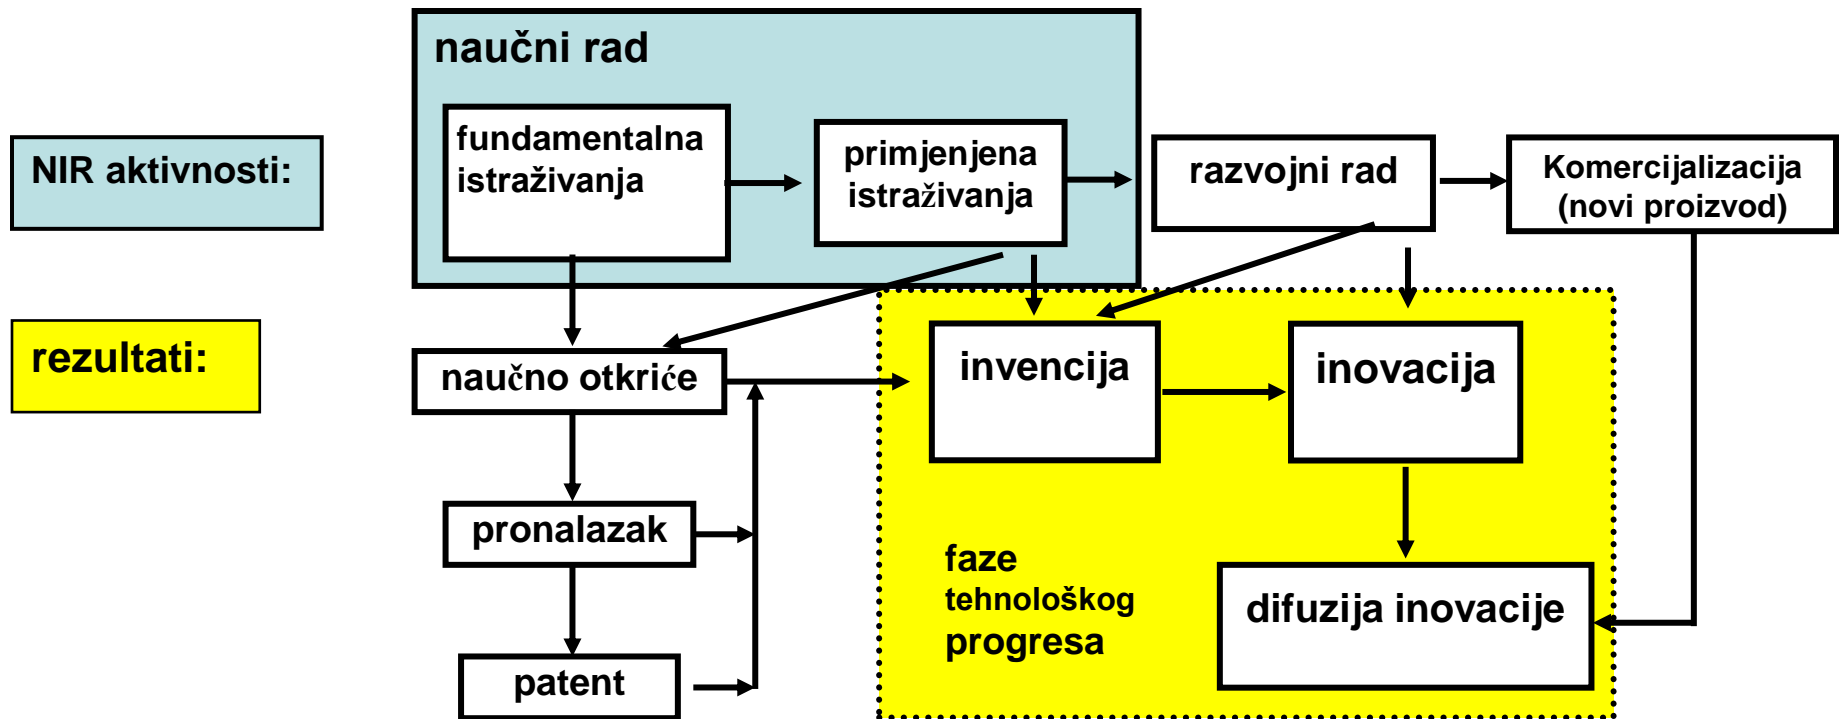 naučni rad
NIR aktivnosti:
fundamentalna
istraživanja
primjenjena
istraživanja
razvojni rad
Komercijalizacija
(novi proizvod)
rezultati:
naučno otkriće
invencija
inovacija
pronalazak
patent
faze
tehnološkog
progresa
difuzija inovacije